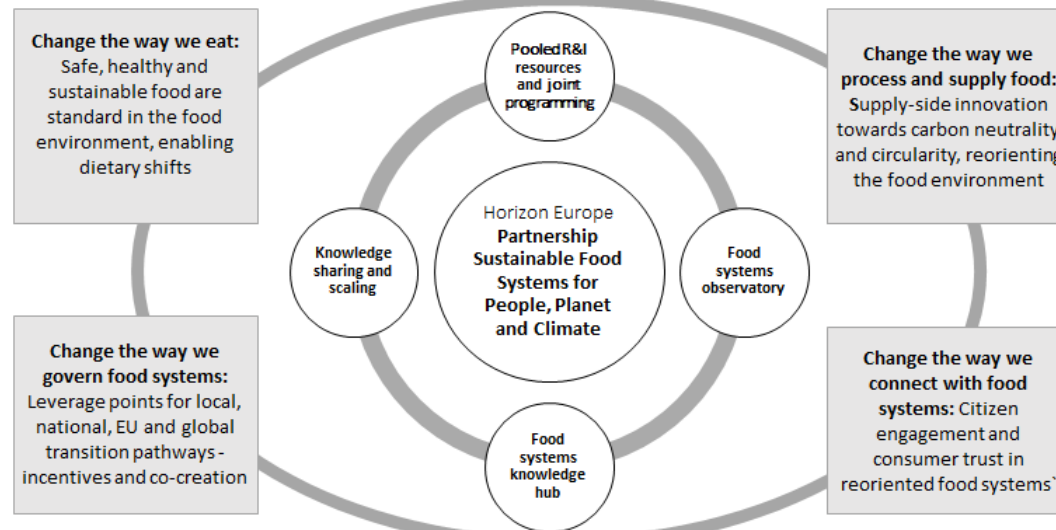 Change the way we eat:
Safe, healthy and
sustainable food are
standard in the food
environment, enabling
dietary shifts
Pooled R&I
resources
and joint
programming
Change the way we
process and supply food:
Supply-side innovation
towards carbon neutrality
and circularity, reorienting
the food environment
Knowledge
sharing and
scaling
Horizon Europe
Partnership
Sustainable Food
Systems for
People, Planet
and Climate
Food
systems
observatory
Change the way we
govern food systems:
Leverage points for local,
national, EU and global
transition pathways -
incentives and co-creation
Food
systems
knowledge
hub
Change the way we
connect with food
systems: Citizen
engagement and
consumer trust in
reoriented food systems`